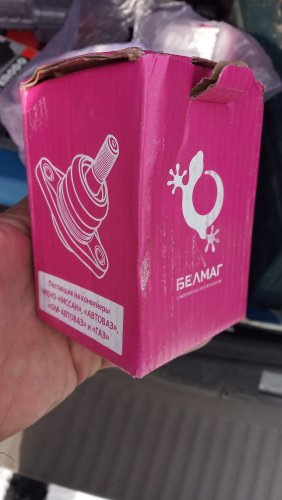 Поставщик на конвейеры
«РЕНО-НИССАН», «АВТОВАЗ»,
«GM-АВТОВАЗ» и «ГАЗ»
БЕЛМАГ